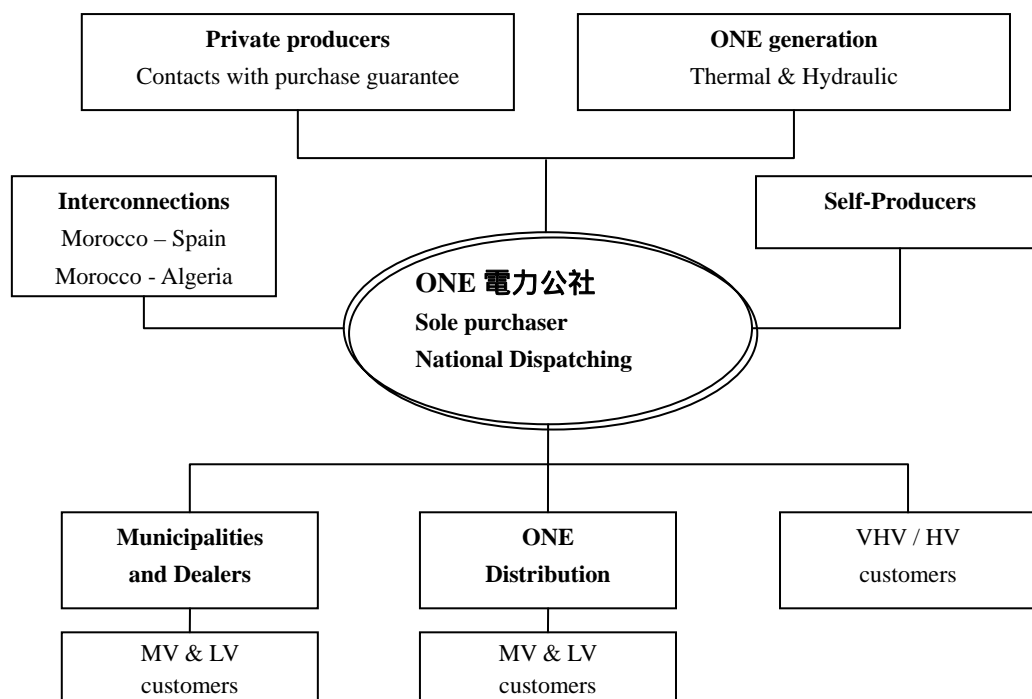 Private producers
Contacts with purchase guarantee
ONE generation
Thermal & Hydraulic
Interconnections
Morocco – Spain
Morocco - Algeria
Self-Producers
ONE 電力公社
Sole purchaser
National Dispatching
Municipalities
and Dealers
ONE
Distribution
VHV / HV
customers
MV & LV
customers
MV & LV
customers